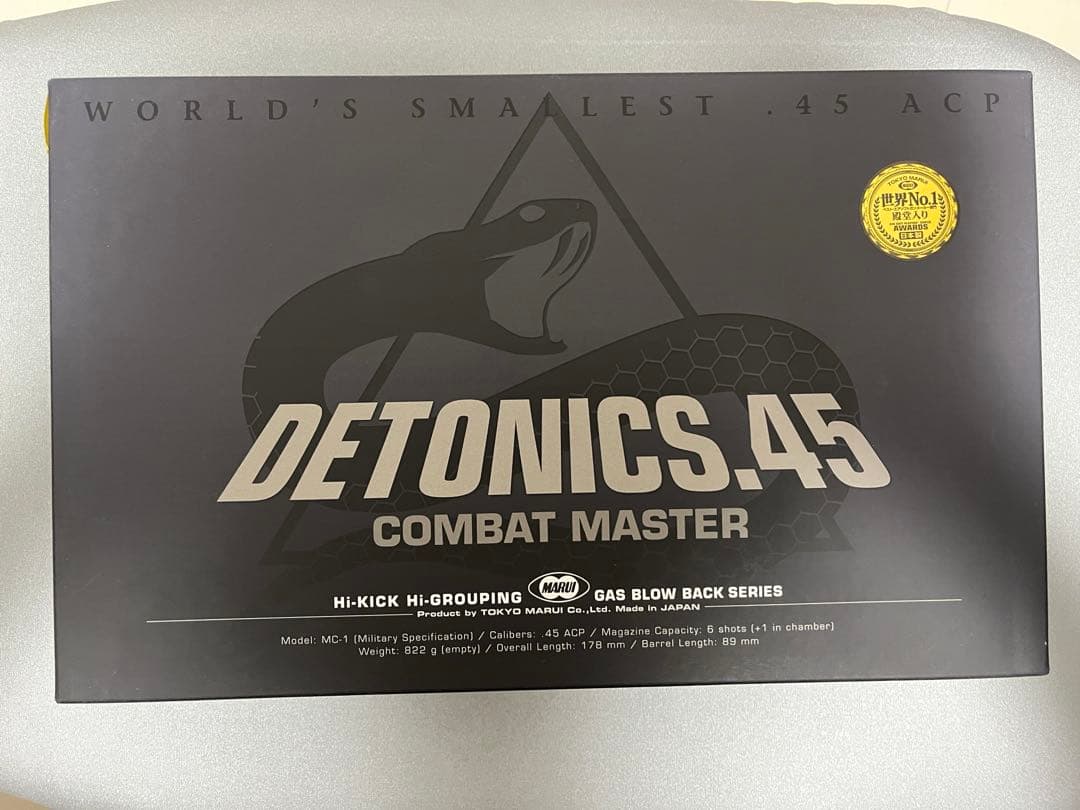 WORLD'S SMALLEST .45 ACP
TOKYO MARUI
世界No.1
殿堂入り
AWARDS
日本製
DETONICS.45
COMBAT MASTER
Hi-KICK Hi-GROUPING MARUI GAS BLOW BACK SERIES
Product by TOKYO MARUI Co.,Ltd. Made in JAPAN
Model: MC-1 (Military Specification) / Calibers: .45 ACP / Magazine Capacity: 6 shots (+1 in chamber)
Weight: 822 g (empty) / Overall Length: 178 mm / Barrel Length: 89 mm